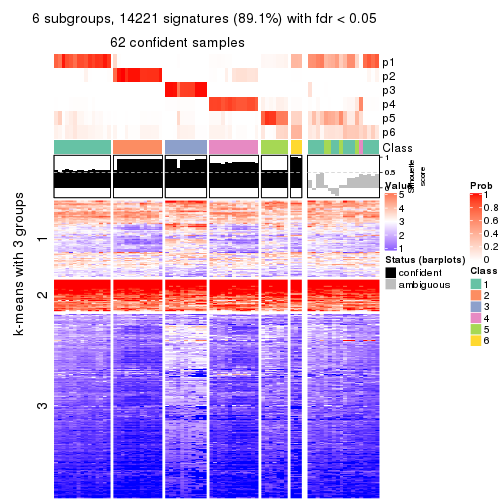 6 subgroups, 14221 signatures (89.1%) with fdr < 0.05
62 confident samples
p1
p2
p3
p4
p5
p6
Class
1
0.5
0
Silhouette
score
k-means with 3 groups
1
2
3
Value
5
4
3
2
1
Status (barplots)
confident
ambiguous
Prob
1
0.8
0.6
0.4
0.2
0
Class
1
2
3
4
5
6